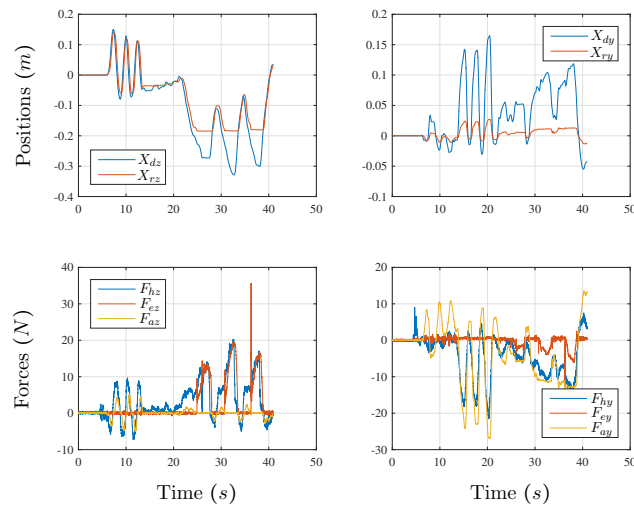 Positions (m)
0.2
0.1
0
-0.1
-0.2
-0.3
-0.4
X_dz
X_rz
0 10 20 30 40 50
0.2
0.15
0.1
0.05
0
-0.05
0.1
X_dy
X_ry
0 10 20 30 40 50
Forces (N)
40
30
20
10
0
-10
F_hz
F_ez
F_az
0 10 20 30 40 50
Time (s)
20
10
0
-10
-20
-30
F_hy
F_ey
F_ay
0 10 20 30 40 50
Time (s)